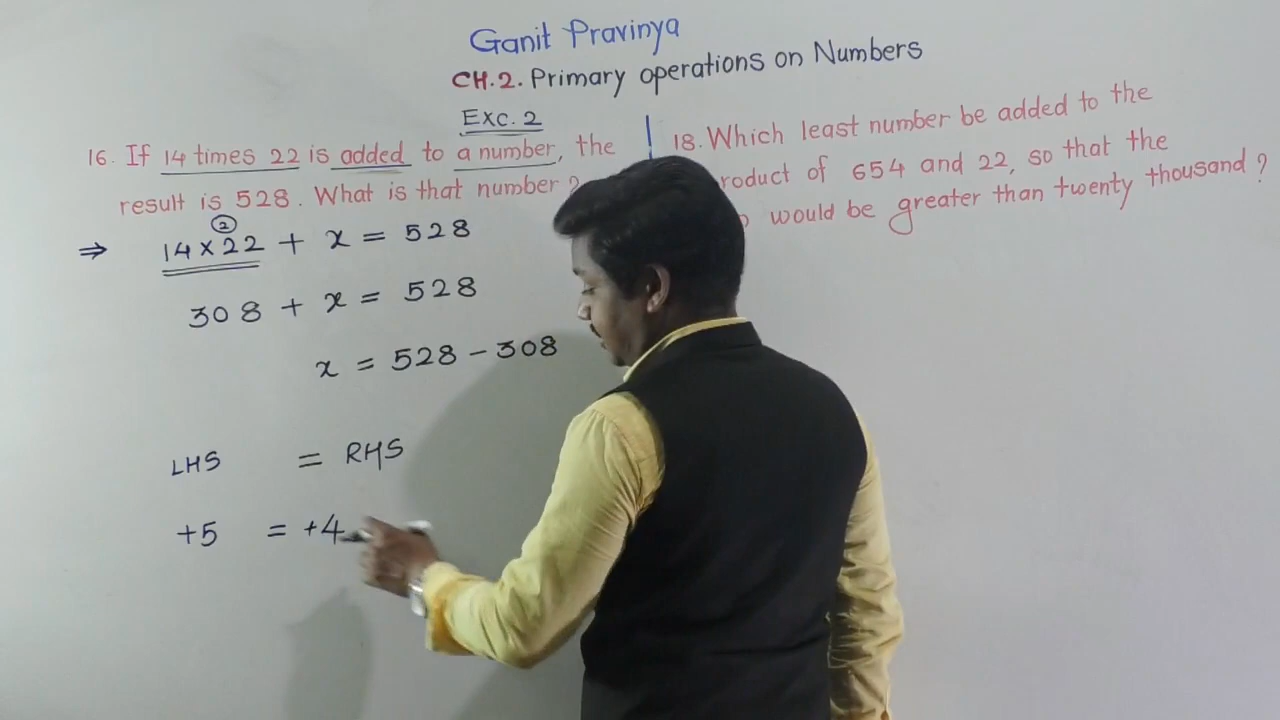 Ganit Pravinya
CH.2. Primary operations on Numbers
Exc. 2
16. If 14 times 22 is added to a number, the
result is 528. What is that number?
⇒ 14 × 22 + x = 528
2
308 + x = 528
x = 528 - 308
LHS = RHS
+5 = +4
18. Which least number be added to the
roduct of 654 and 22, so that the
would be greater than twenty thousand?